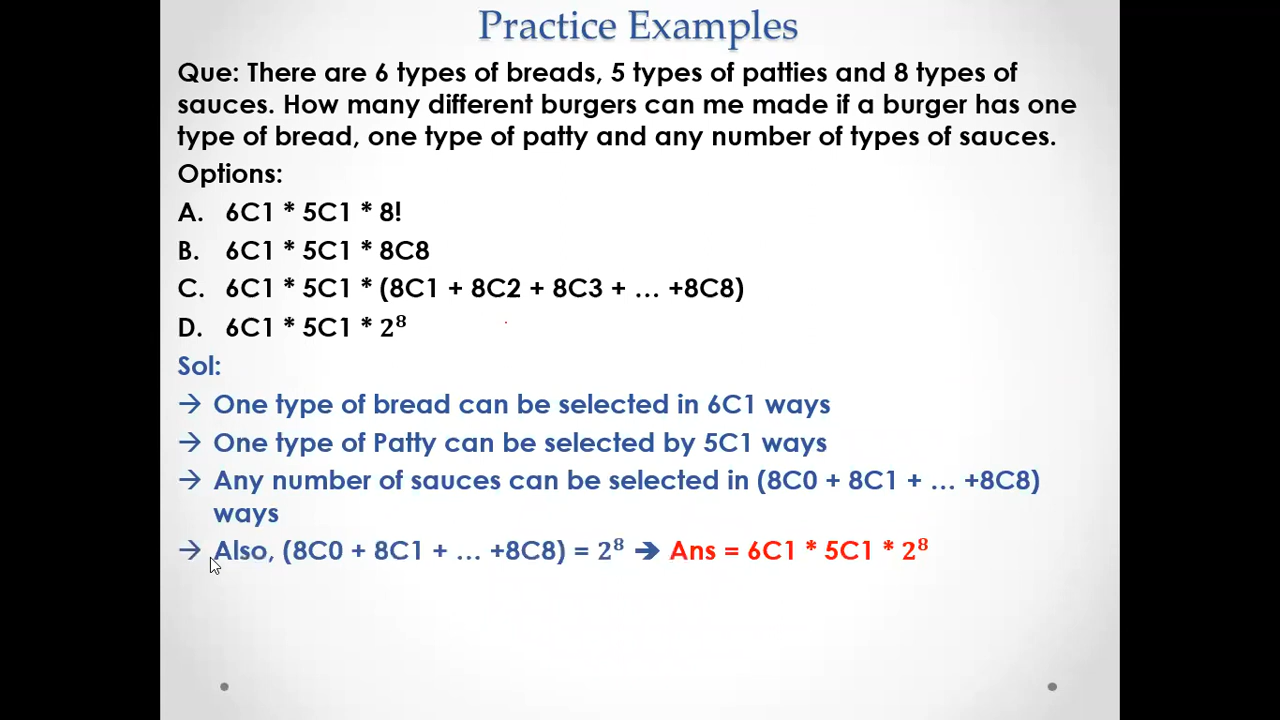 Practice Examples
Que: There are 6 types of breads, 5 types of patties and 8 types of
sauces. How many different burgers can me made if a burger has one
type of bread, one type of patty and any number of types of sauces.
Options:
A. 6C1 * 5C1 * 8!
B. 6C1 * 5C1 * 8C8
C. 6C1 * 5C1 * (8C1 + 8C2 + 8C3 + … +8C8)
D. 6C1 * 5C1 * 2⁸
Sol:
→ One type of bread can be selected in 6C1 ways
→ One type of Patty can be selected by 5C1 ways
→ Any number of sauces can be selected in (8C0 + 8C1 + … +8C8)
ways
→ Also, (8C0 + 8C1 + … +8C8) = 2⁸ ➔ Ans = 6C1 * 5C1 * 2⁸